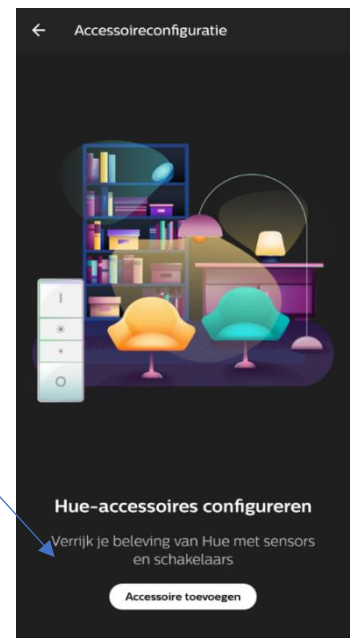 Accessoireconfiguratie
Hue-accessoires configureren
Verrijk je beleving van Hue met sensors
en schakelaars
Accessoire toevoegen